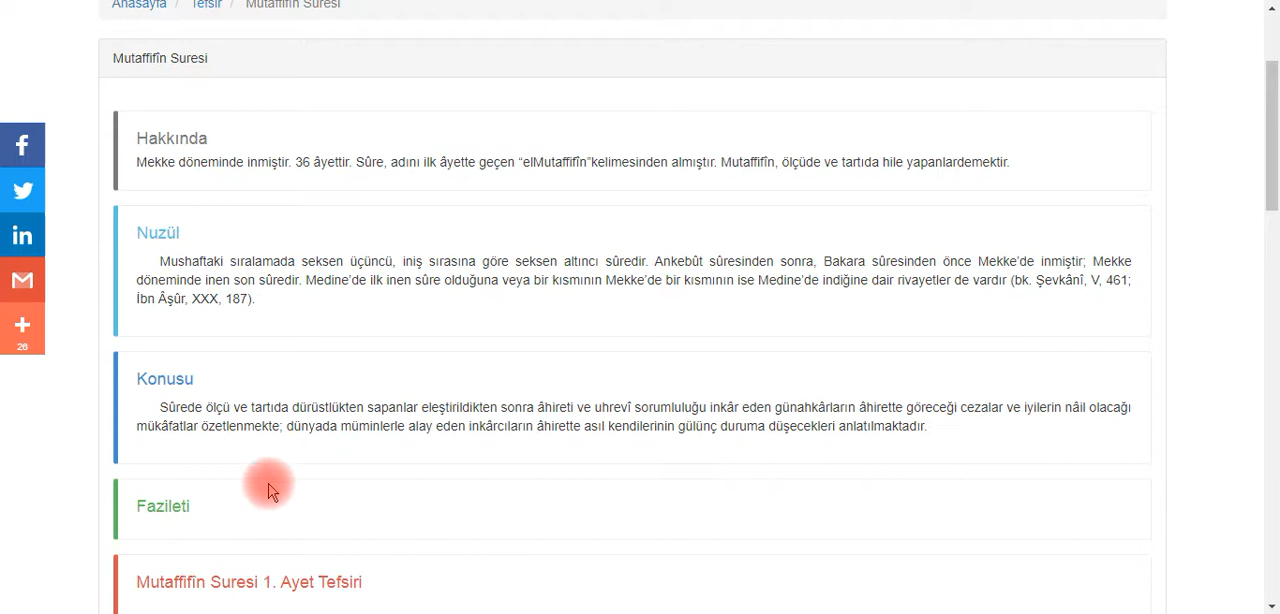 Anasayfa / Tefsir / Mutaffifîn Suresi
Mutaffifîn Suresi
Hakkında
Mekke döneminde inmiştir. 36 âyettir. Sûre, adını ilk âyette geçen “elMutaffifîn”kelimesinden almıştır. Mutaffifîn, ölçüde ve tartıda hile yapanlardemektir.
Nuzül
Mushaftaki sıralamada seksen üçüncü, iniş sırasına göre seksen altıncı sûredir. Ankebût sûresinden sonra, Bakara sûresinden önce Mekke’de inmiştir; Mekke
döneminde inen son sûredir. Medine’de ilk inen sûre olduğuna veya bir kısmının Mekke’de bir kısmının ise Medine’de indiğine dair rivayetler de vardır (bk. Şevkânî, V, 461;
İbn Âşûr, XXX, 187).
Konusu
Sûrede ölçü ve tartıda dürüstlükten sapanlar eleştirildikten sonra âhireti ve uhrevî sorumluluğu inkâr eden günahkârların âhirette göreceği cezalar ve iyilerin nâil olacağı
mükâfatlar özetlenmekte; dünyada müminlerle alay eden inkârcıların âhirette asıl kendilerinin gülünç duruma düşecekleri anlatılmaktadır.
Fazileti
Mutaffifîn Suresi 1. Ayet Tefsiri
26